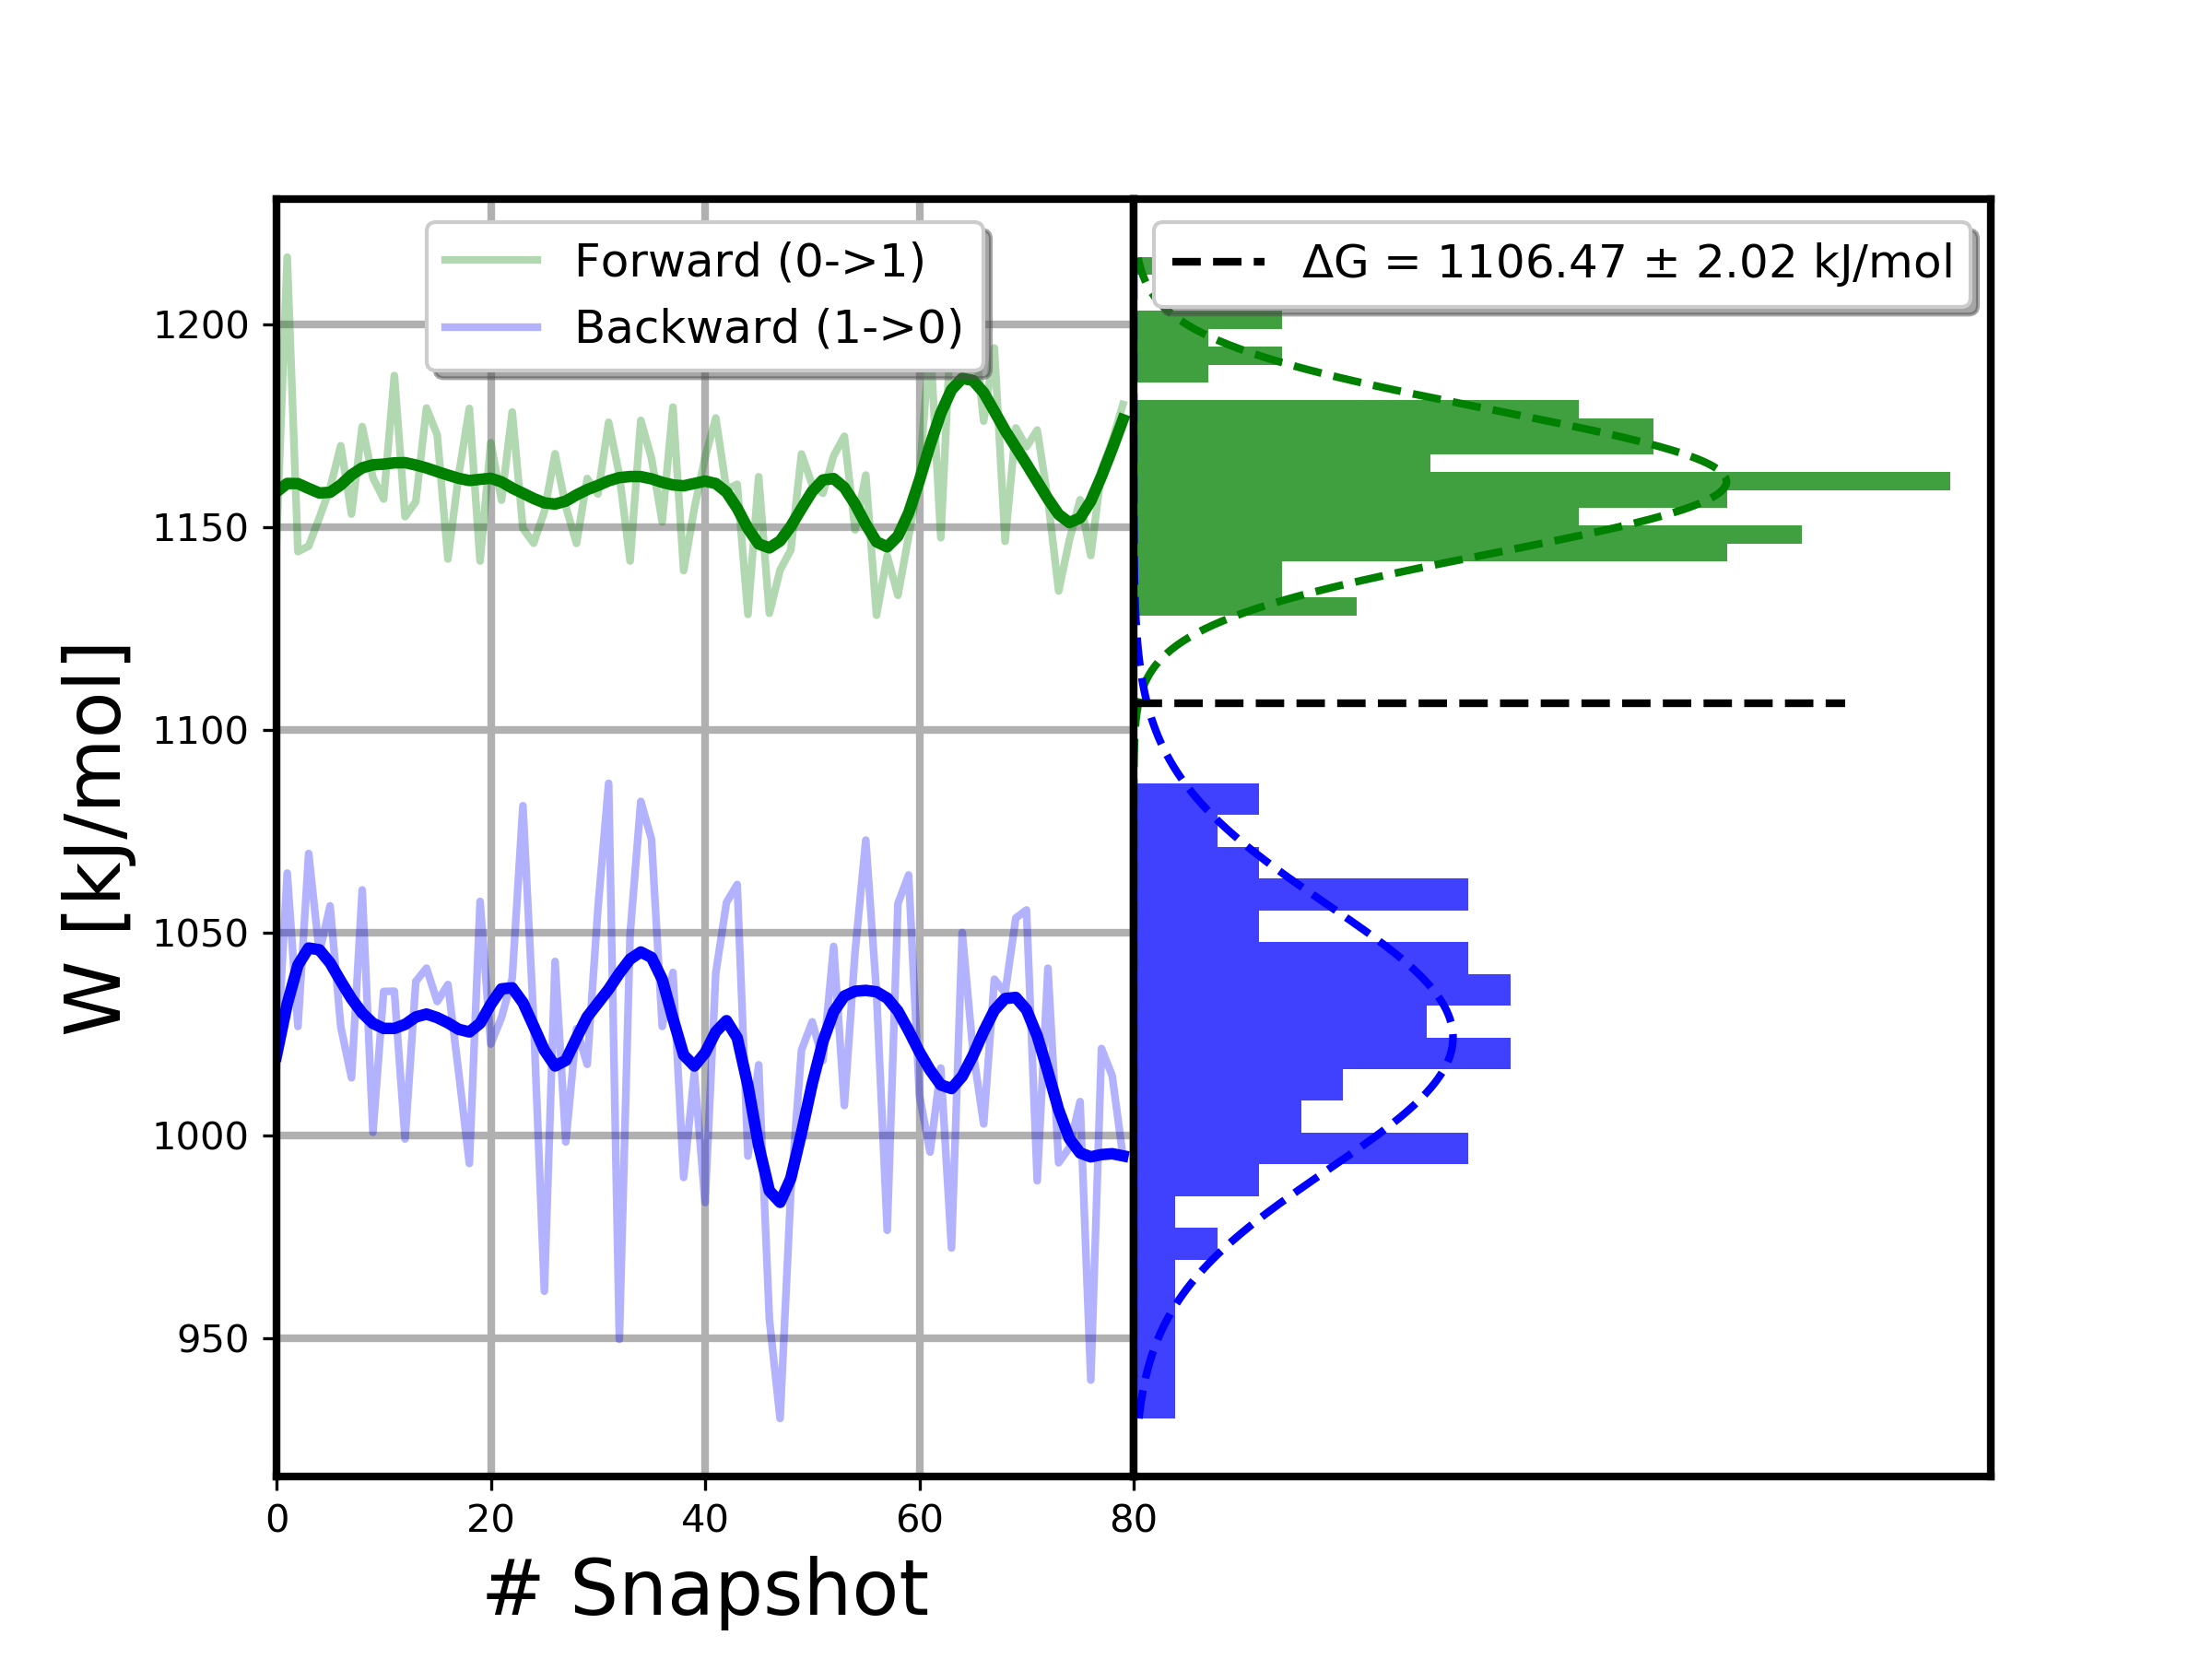 Forward (0->1)
Backward (1->0)
ΔG = 1106.47 ± 2.02 kJ/mol
W [kJ/mol]
1200
1150
1100
1050
1000
950
0 20 40 60 80
# Snapshot